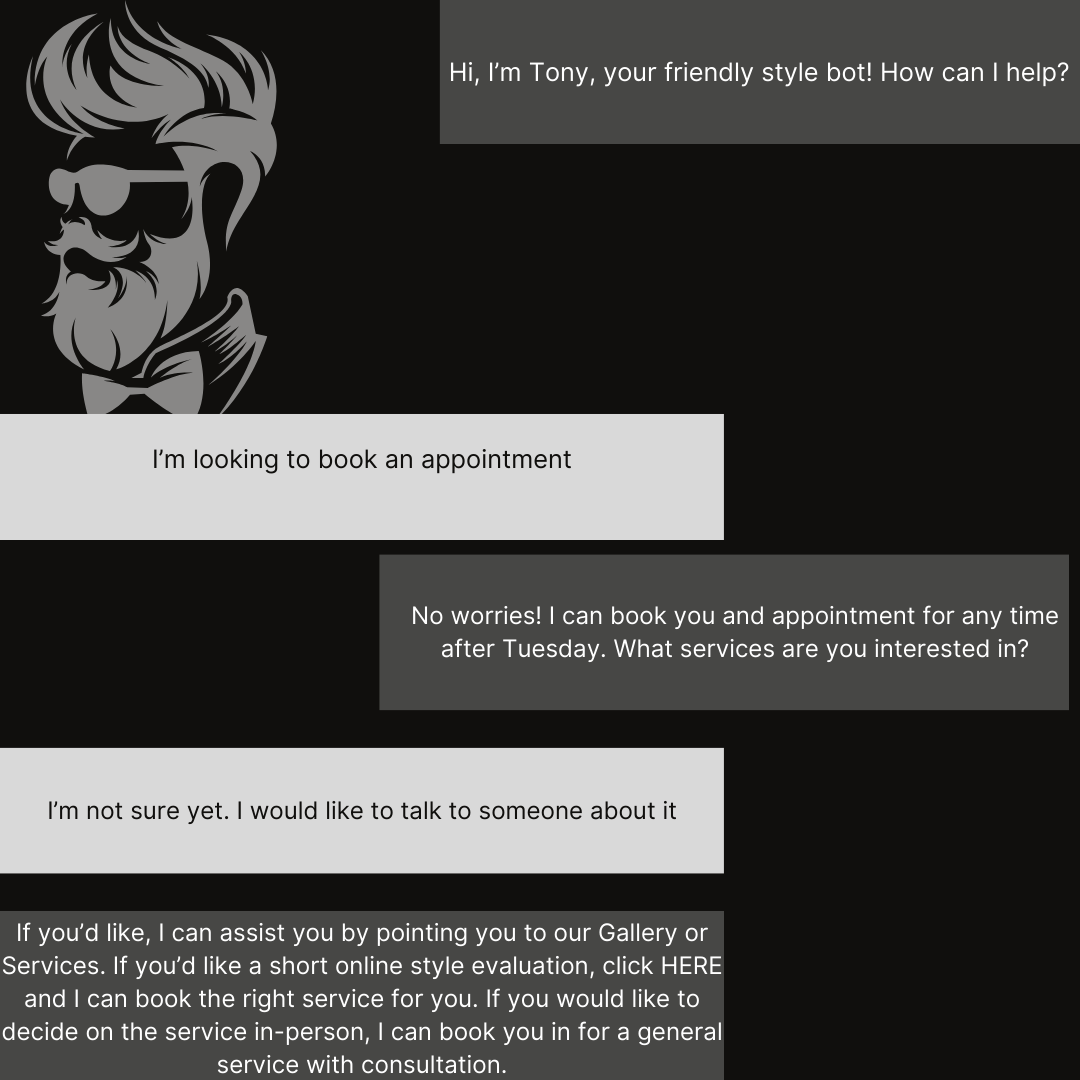 Hi, I’m Tony, your friendly style bot! How can I help?
I’m looking to book an appointment
No worries! I can book you and appointment for any time
after Tuesday. What services are you interested in?
I’m not sure yet. I would like to talk to someone about it
If you’d like, I can assist you by pointing you to our Gallery or
Services. If you’d like a short online style evaluation, click HERE
and I can book the right service for you. If you would like to
decide on the service in-person, I can book you in for a general
service with consultation.